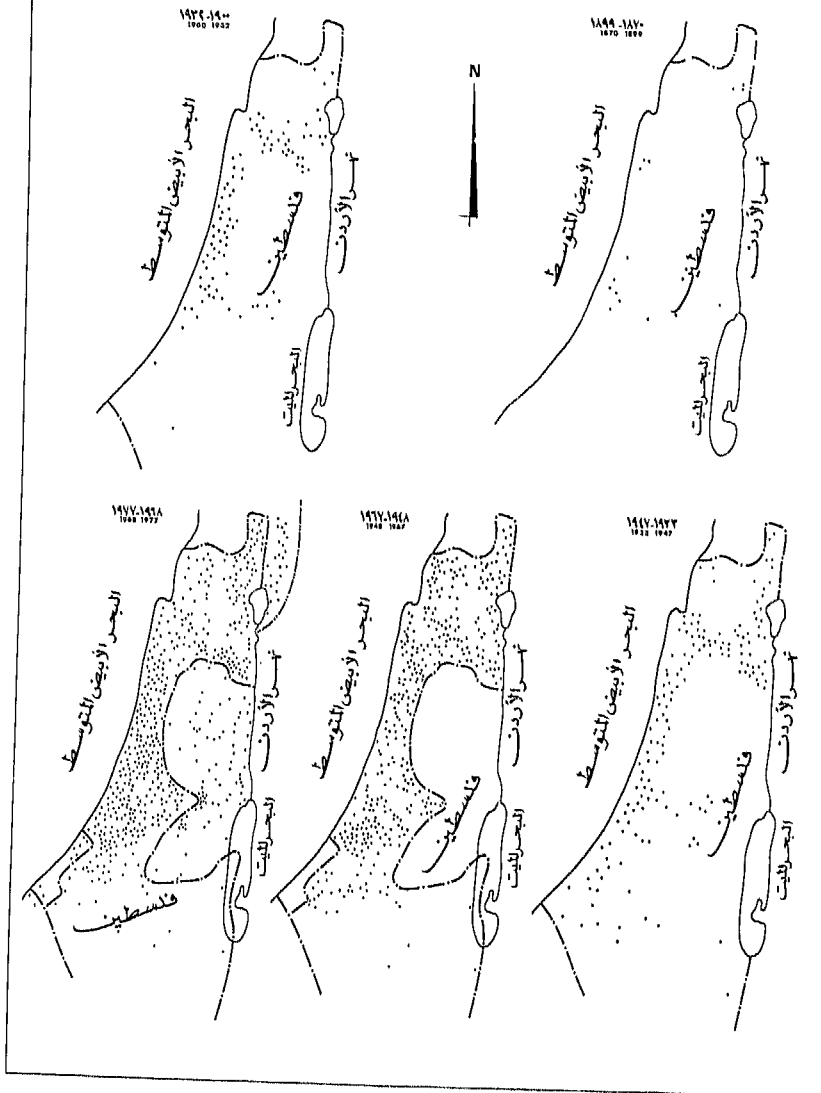 ١٨٧٠-١٨٩٩
1870 1899
البحر الأبيض المتوسط
فلسطين
نهر الأردن
البحر الميت
N
١٩٠٠-١٩٣٢
1900 1932
البحر الأبيض المتوسط
فلسطين
نهر الأردن
البحر الميت
١٩٣٣-١٩٤٧
1933 1947
البحر الأبيض المتوسط
فلسطين
نهر الأردن
البحر الميت
١٩٤٨-١٩٦٧
1948 1967
البحر الأبيض المتوسط
فلسطين
نهر الأردن
البحر الميت
١٩٦٨-١٩٧٧
1968 1977
البحر الأبيض المتوسط
فلسطين
نهر الأردن
البحر الميت